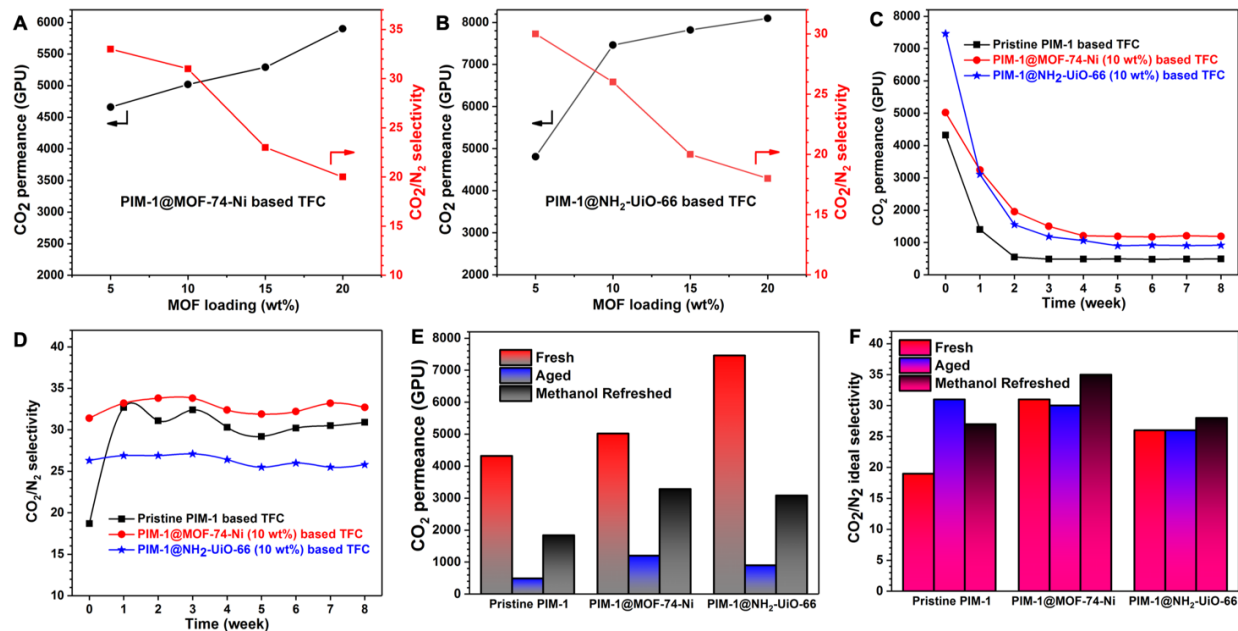 A
6000
5500
5000
4500
4000
3500
3000
2500
2000
CO2 permeance (GPU)
35
30
25
20
15
10
CO2/N2 selectivity
PIM-1@MOF-74-Ni based TFC
5 10 15 20
MOF loading (wt%)
B
8000
7000
6000
5000
4000
3000
2000
CO2 permeance (GPU)
30
25
20
15
10
CO2/N2 selectivity
PIM-1@NH2-UiO-66 based TFC
5 10 15 20
MOF loading (wt%)
C
8000
7000
6000
5000
4000
3000
2000
1000
0
CO2 permeance (GPU)
Pristine PIM-1 based TFC
PIM-1@MOF-74-Ni (10 wt%) based TFC
PIM-1@NH2-UiO-66 (10 wt%) based TFC
0 1 2 3 4 5 6 7 8
Time (week)
D
40
35
30
25
20
15
10
CO2/N2 selectivity
Pristine PIM-1 based TFC
PIM-1@MOF-74-Ni (10 wt%) based TFC
PIM-1@NH2-UiO-66 (10 wt%) based TFC
0 1 2 3 4 5 6 7 8
Time (week)
E
8000
7000
6000
5000
4000
3000
2000
1000
0
CO2 permeance (GPU)
Fresh
Aged
Methanol Refreshed
Pristine PIM-1 PIM-1@MOF-74-Ni PIM-1@NH2-UiO-66
F
40
35
30
25
20
15
10
5
0
CO2/N2 ideal selectivity
Fresh
Aged
Methanol Refreshed
Pristine PIM-1 PIM-1@MOF-74-Ni PIM-1@NH2-UiO-66